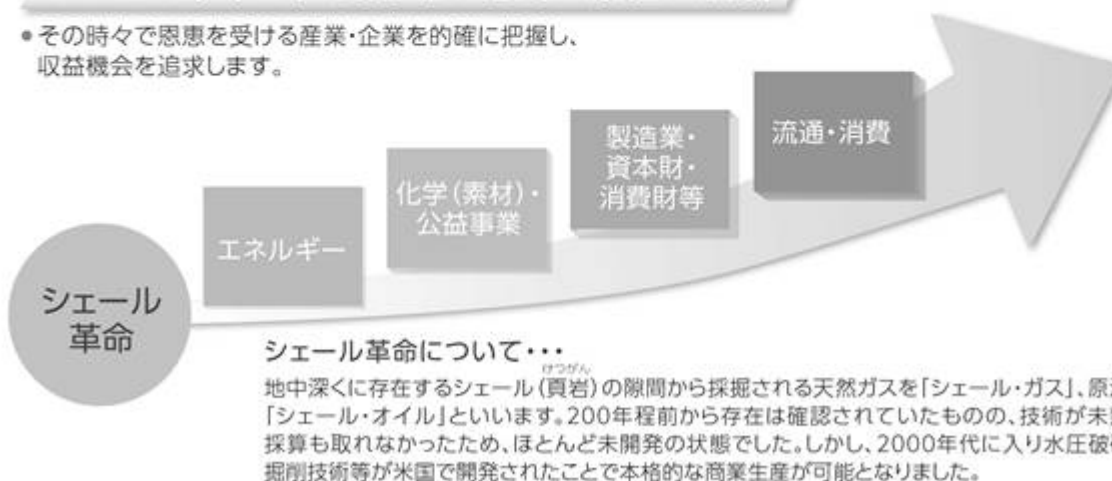 •その時々で恩恵を受ける産業・企業を的確に把握し、
収益機会を追求します。
流通・消費
製造業・
資本財・
消費財等
化学(素材)・
公益事業
エネルギー
シェール
革命
シェール革命について・・・
けつがん
地中深くに存在するシェール(頁岩)の隙間から採掘される天然ガスを「シェール・ガス」、
「シェール・オイル」といいます。200年程前から存在は確認されていたものの、技術が未
採算も取れなかったため、ほとんど未開発の状態でした。しかし、2000年代に入り水圧破
掘削技術等が米国で開発されたことで本格的な商業生産が可能となりました。